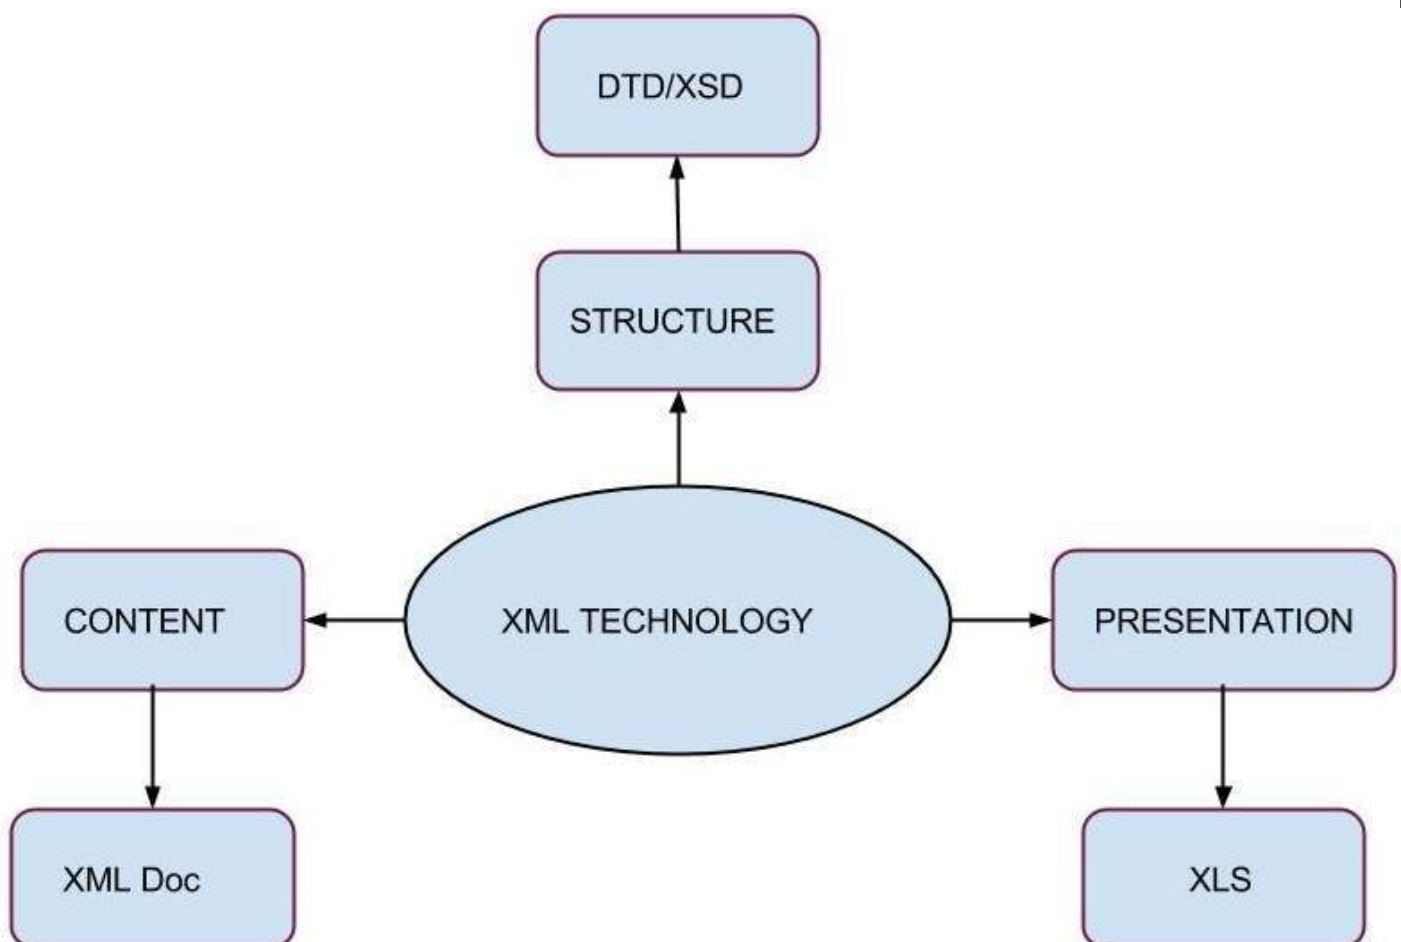 DTD/XSD
STRUCTURE
CONTENT
XML TECHNOLOGY
PRESENTATION
XML Doc
XLS